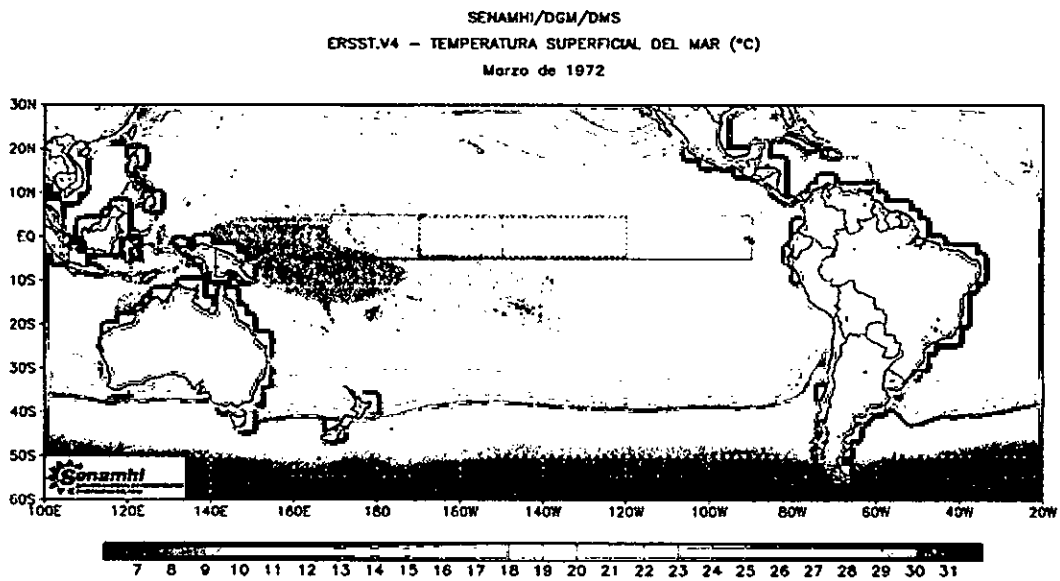 SENAMHI/DGM/DMS
ERSST.V4 – TEMPERATURA SUPERFICIAL DEL MAR (°C)
Marzo de 1972
30N
20N
10N
EQ
10S
20S
30S
40S
50S
60S
Senamhi
100E 120E 140E 160E 180 160W 140W 120W 100W 80W 60W 40W 20W
7 8 9 10 11 12 13 14 15 16 17 18 19 20 21 22 23 24 25 26 27 28 29 30 31